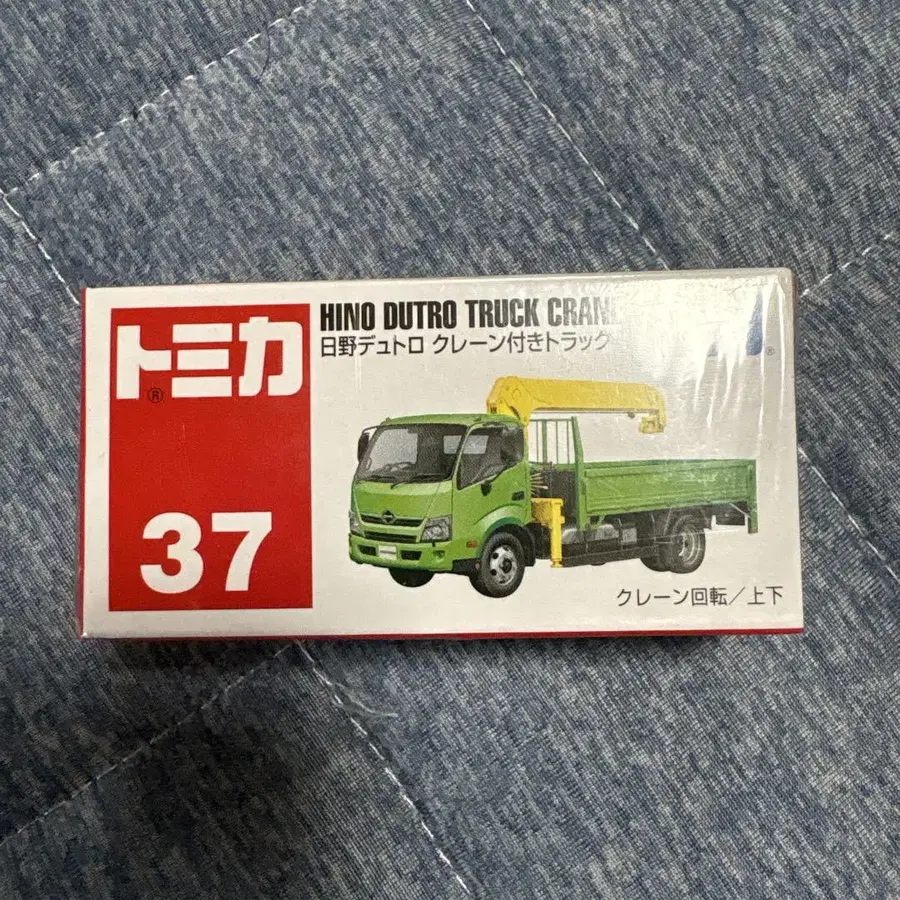 トミカ
®
37
HINO DUTRO TRUCK CRANE
日野デュトロ クレーン付きトラック
®
クレーン回転/上下